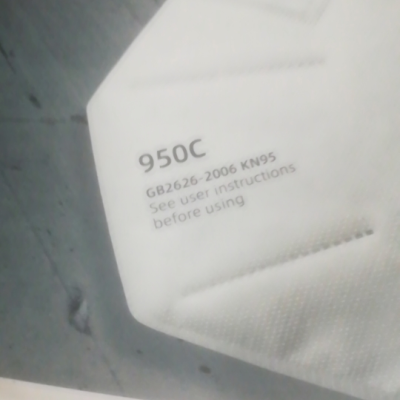 950C
GB2626-2006 KN95
See user instructions
before using